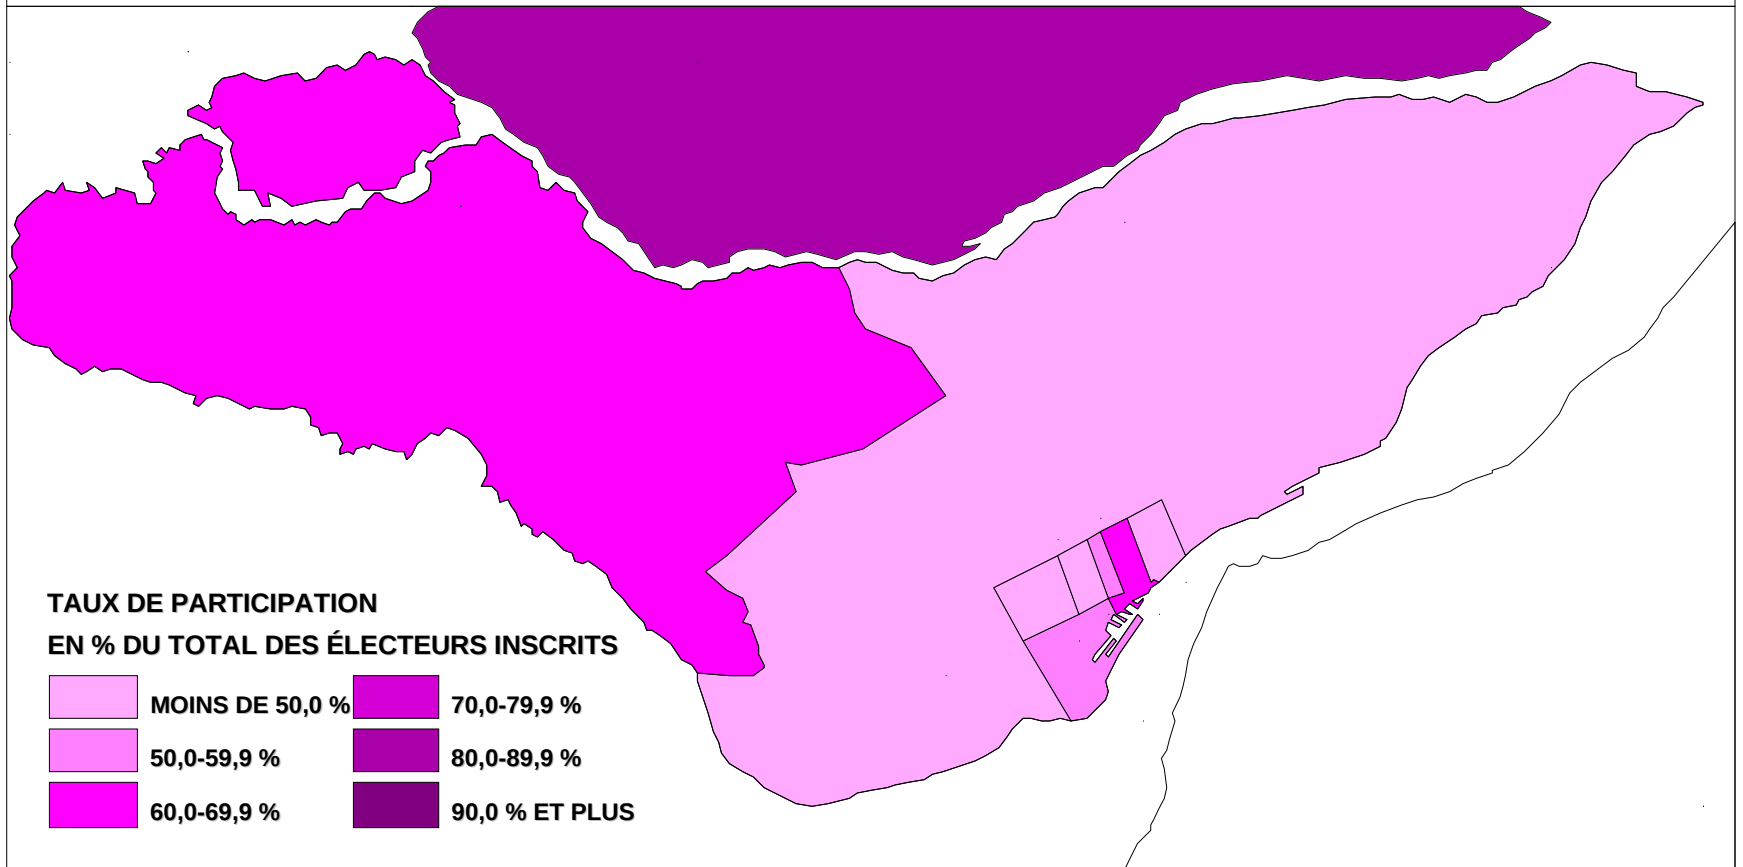 TAUX DE PARTICIPATION
EN % DU TOTAL DES ÉLECTEURS INSCRITS
MOINS DE 50,0 %
50,0-59,9 %
60,0-69,9 %
70,0-79,9 %
80,0-89,9 %
90,0 % ET PLUS